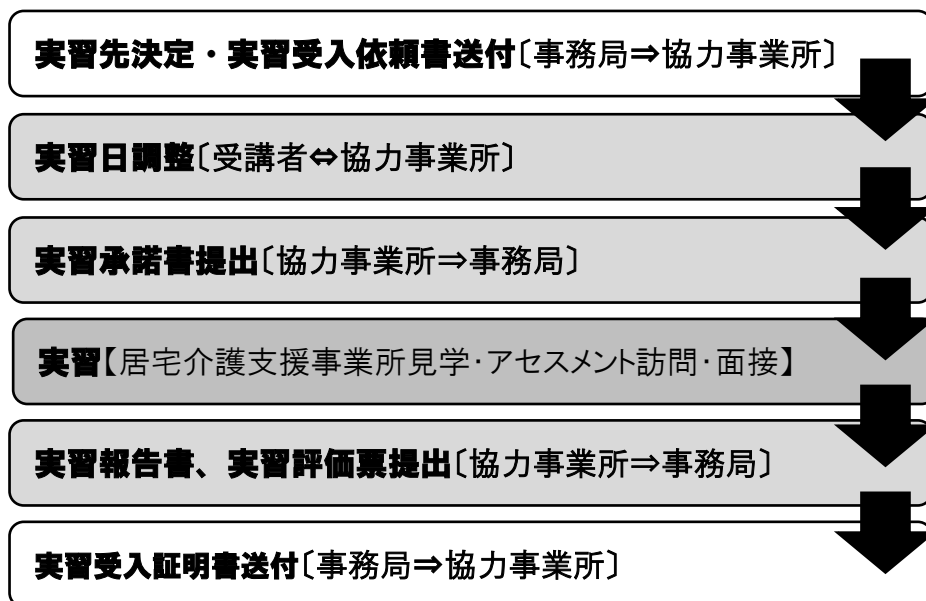 実習先決定・実習受入依頼書送付〔事務局⇒協力事業所〕
実習日調整〔受講者⇔協力事業所〕
実習承諾書提出〔協力事業所⇒事務局〕
実習【居宅介護支援事業所見学・アセスメント訪問・面接】
実習報告書、実習評価票提出〔協力事業所⇒事務局〕
実習受入証明書送付〔事務局⇒協力事業所〕